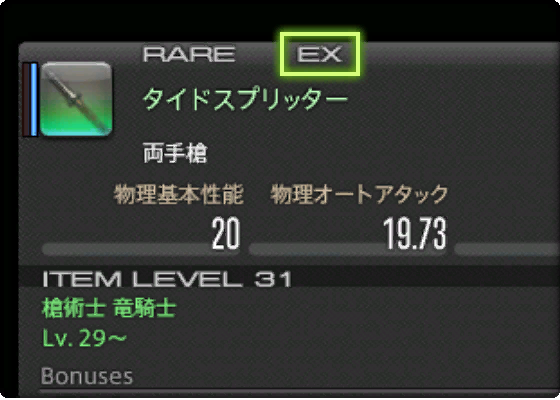 RARE EX
タイドスプリッター
両手槍
物理基本性能 物理オートアタック
20 19.73
ITEM LEVEL 31
槍術士 竜騎士
Lv. 29～
Bonuses